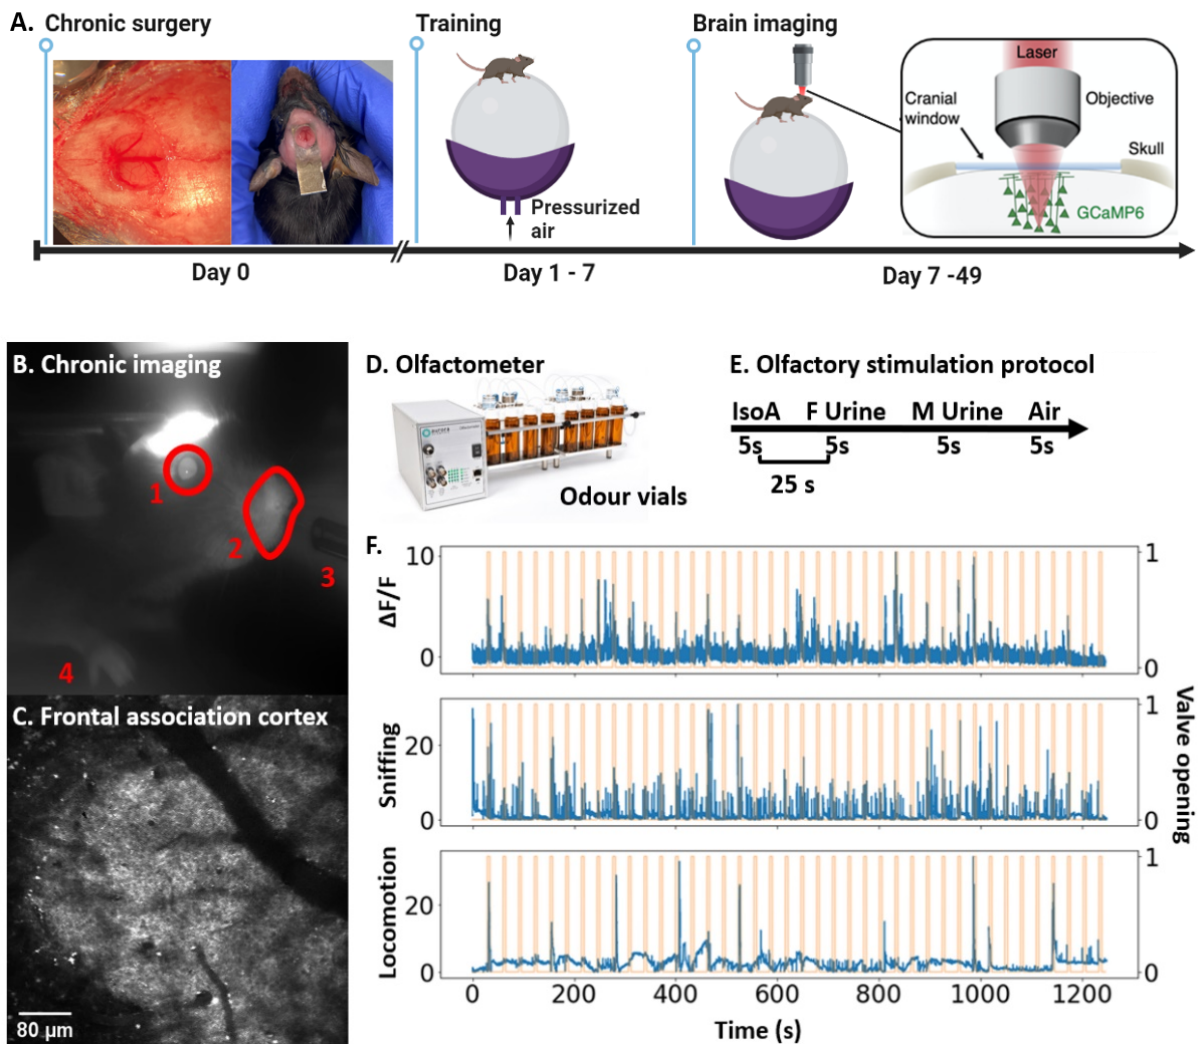 A. Chronic surgery
Training
Brain imaging
Laser
Cranial
window
Objective
Skull
GCaMP6
Pressurized
air
Day 0
Day 1 - 7
Day 7 -49
B. Chronic imaging
1
2
3
4
C. Frontal association cortex
80 µm
D. Olfactometer
Odour vials
E. Olfactory stimulation protocol
IsoA F Urine M Urine Air
5s 5s 5s 5s
25 s
F.
ΔF/F
10
0
1
0
Sniffing
20
0
1
0
Locomotion
20
0
1
0
Valve opening
0 200 400 600 800 1000 1200
Time (s)